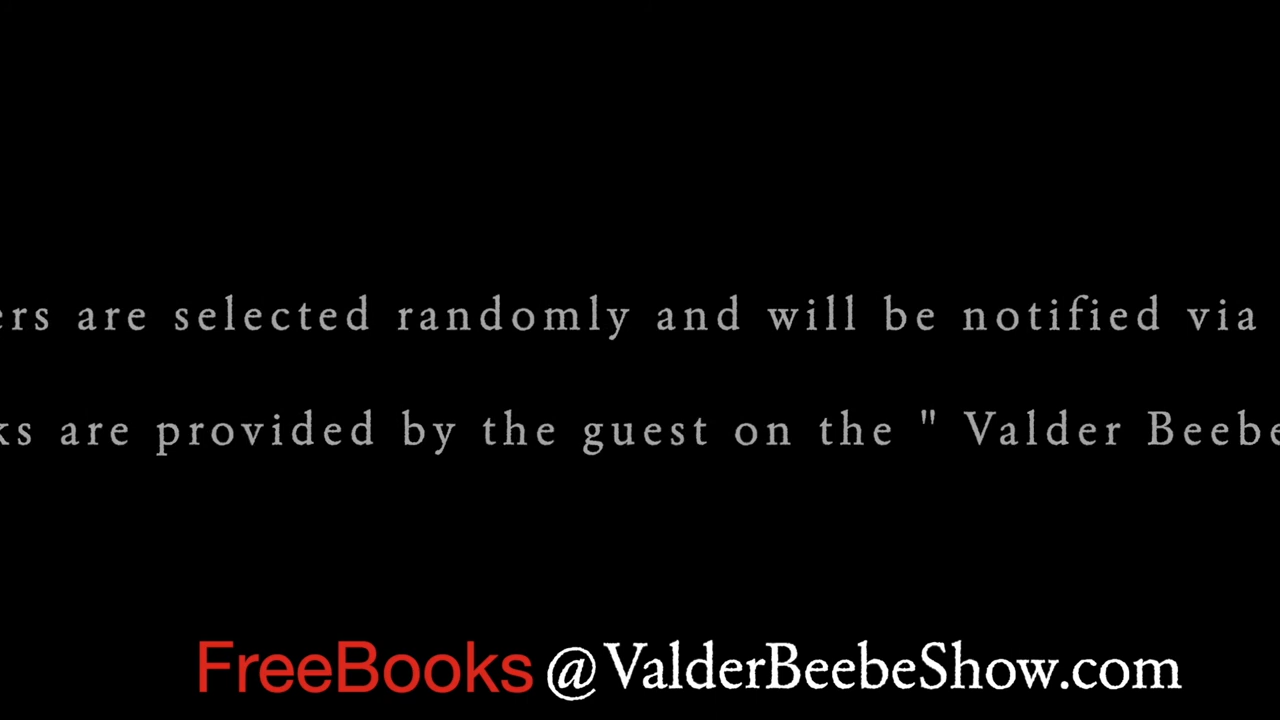 ers are selected randomly and will be notified via
ks are provided by the guest on the " Valder Beebe
FreeBooks @ValderBeebeShow.com